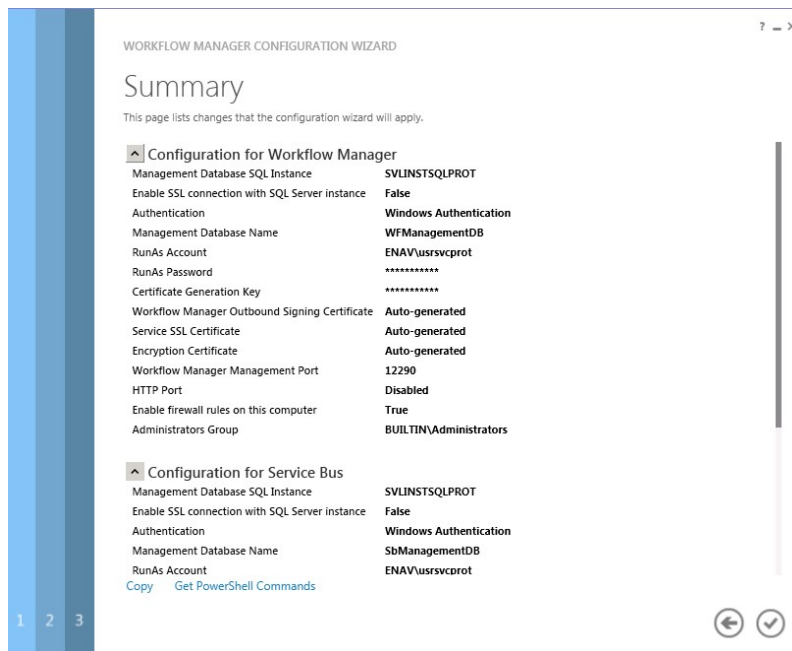 ? _ ×
WORKFLOW MANAGER CONFIGURATION WIZARD
Summary
This page lists changes that the configuration wizard will apply.
Configuration for Workflow Manager
Management Database SQL Instance SVLINSTSQLPROT
Enable SSL connection with SQL Server instance False
Authentication Windows Authentication
Management Database Name WFManagementDB
RunAs Account ENAV\usrsvcprot
RunAs Password ***********
Certificate Generation Key ***********
Workflow Manager Outbound Signing Certificate Auto-generated
Service SSL Certificate Auto-generated
Encryption Certificate Auto-generated
Workflow Manager Management Port 12290
HTTP Port Disabled
Enable firewall rules on this computer True
Administrators Group BUILTIN\Administrators
Configuration for Service Bus
Management Database SQL Instance SVLINSTSQLPROT
Enable SSL connection with SQL Server instance False
Authentication Windows Authentication
Management Database Name SbManagementDB
RunAs Account ENAV\usrsvcprot
Copy Get PowerShell Commands
1 2 3